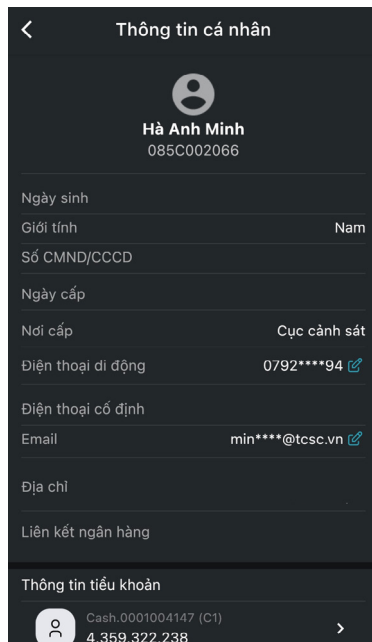 Thông tin cá nhân
Hà Anh Minh
085C002066
Ngày sinh
Giới tính Nam
Số CMND/CCCD
Ngày cấp
Nơi cấp Cục cảnh sát
Điện thoại di động 0792****94
Điện thoại cố định
Email min****@tcsc.vn
Địa chỉ
Liên kết ngân hàng
Thông tin tiểu khoản
Cash.0001004147 (C1)
4.359.322.238